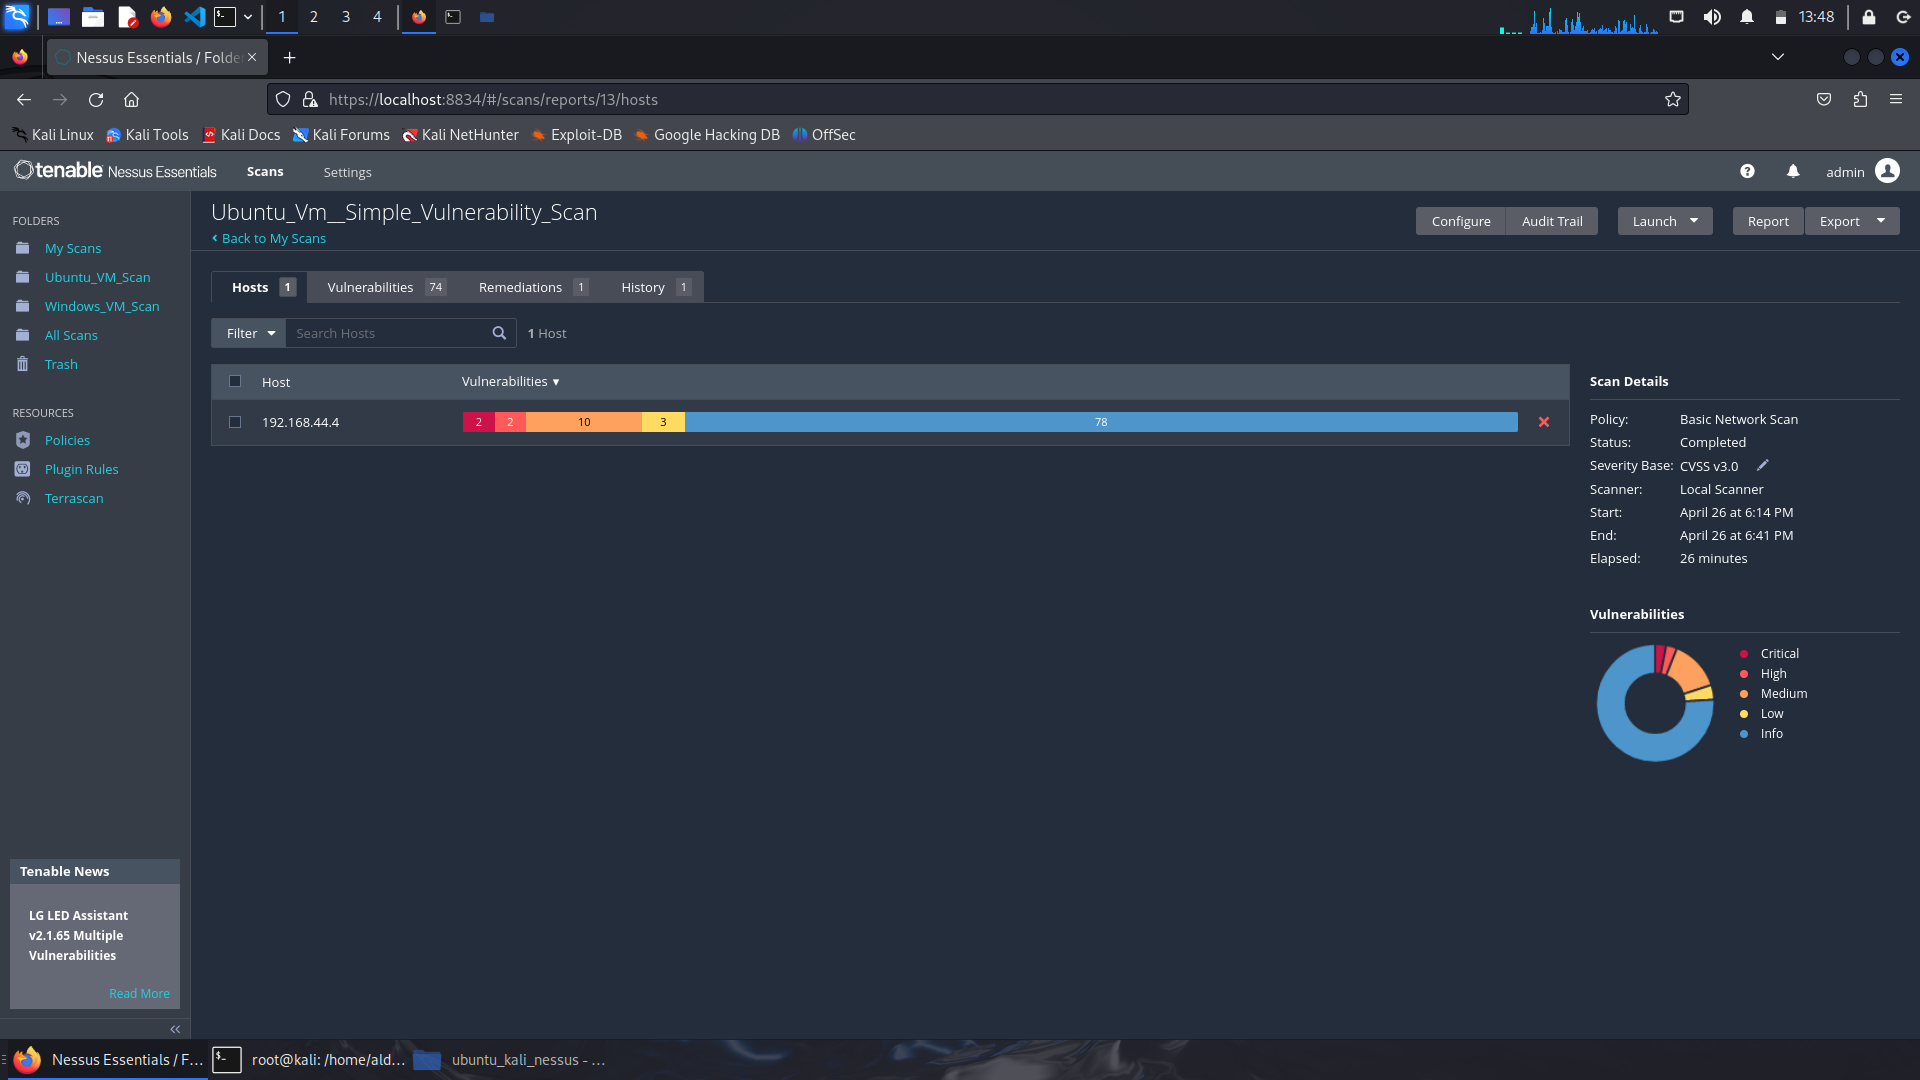 1 2 3 4 13:48
Nessus Essentials / Folde
https://localhost:8834/#/scans/reports/13/hosts
Kali Linux Kali Tools Kali Docs Kali Forums Kali NetHunter Exploit-DB Google Hacking DB OffSec
tenable Nessus Essentials Scans Settings admin
FOLDERS
My Scans
Ubuntu_VM_Scan
Windows_VM_Scan
All Scans
Trash
RESOURCES
Policies
Plugin Rules
Terrascan
Tenable News
LG LED Assistant
v2.1.65 Multiple
Vulnerabilities
Read More
Ubuntu_Vm__Simple_Vulnerability_Scan
Back to My Scans
Configure Audit Trail Launch Report Export
Hosts 1 Vulnerabilities 74 Remediations 1 History 1
Filter Search Hosts 1 Host
Host Vulnerabilities
192.168.44.4 2 2 10 3 78
Scan Details
Policy: Basic Network Scan
Status: Completed
Severity Base: CVSS v3.0
Scanner: Local Scanner
Start: April 26 at 6:14 PM
End: April 26 at 6:41 PM
Elapsed: 26 minutes
Vulnerabilities
Critical
High
Medium
Low
Info
Nessus Essentials / F... root@kali: /home/ald... ubuntu_kali_nessus - ...